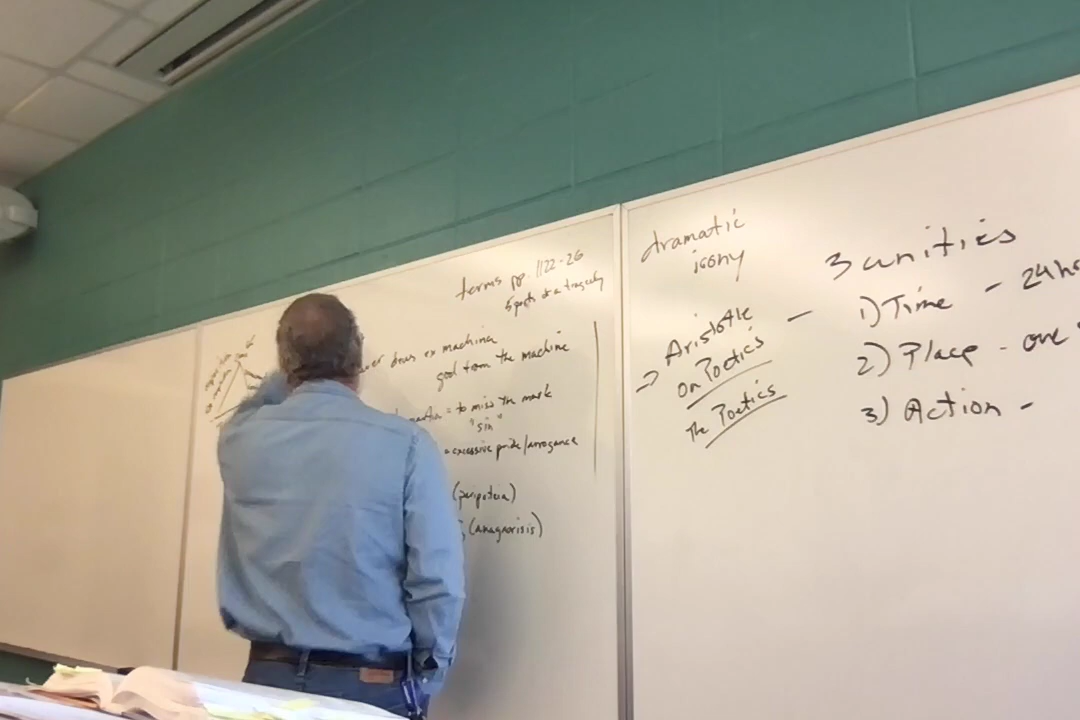 terms pp. 1122-26
5 parts of a tragedy
deus ex machina
god from the machine
= to miss the mark
"sin"
= excessive pride/arrogance
(peripeteia)
(anagnorisis)
dramatic
irony
→ Aristotle
on Poetics
The Poetics
3 unities
1) Time - 24
2) Place - one
3) Action -